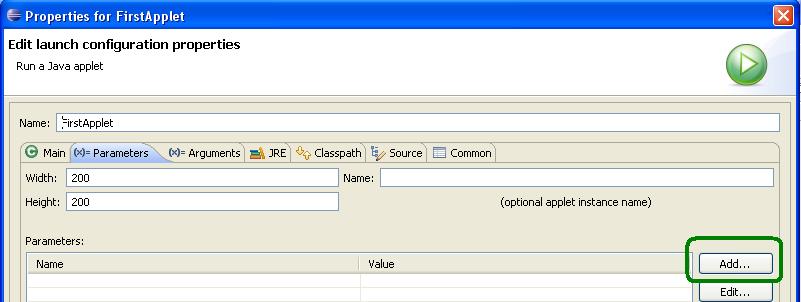 Properties for FirstApplet
Edit launch configuration properties
Run a Java applet
Name: FirstApplet
Main (x)= Parameters (x)= Arguments JRE Classpath Source Common
Width: 200 Name:
Height: 200 (optional applet instance name)
Parameters:
Name Value Add...
Edit...